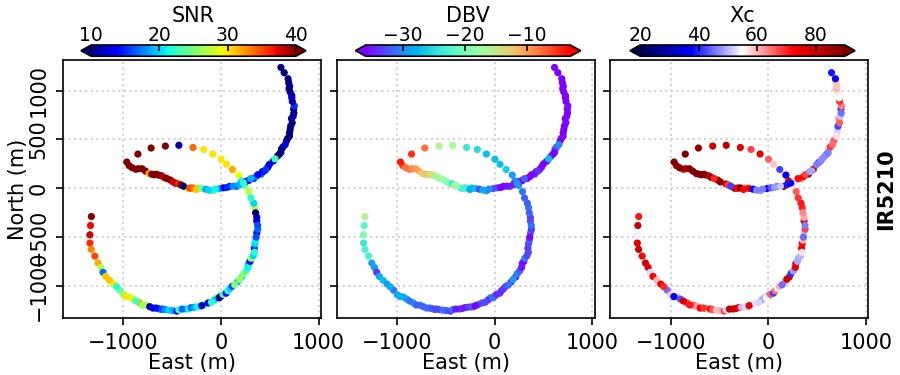 SNR DBV Xc
10 20 30 40 −30 −20 −10 20 40 60 80
1000
500
0
−500
−1000
North (m)
IR5210
−1000 0 1000 −1000 0 1000 −1000 0 1000
East (m) East (m) East (m)